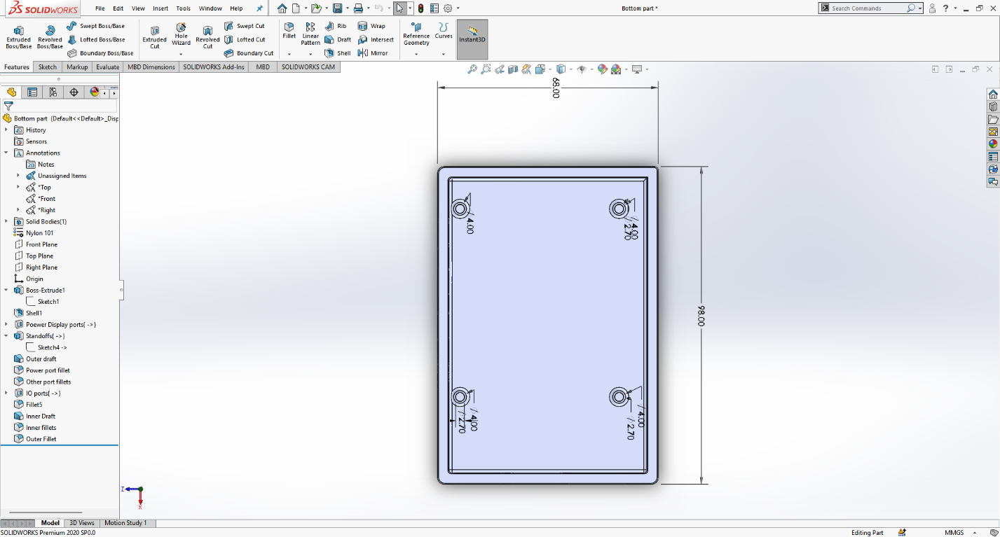 SOLIDWORKS File Edit View Insert Tools Window Help Bottom part * Search Commands
Extruded Boss/Base
Revolved Boss/Base
Swept Boss/Base
Lofted Boss/Base
Boundary Boss/Base
Extruded Cut
Hole Wizard
Revolved Cut
Swept Cut
Lofted Cut
Boundary Cut
Fillet
Linear Pattern
Rib
Draft
Shell
Wrap
Intersect
Mirror
Reference Geometry
Curves
Instant3D
Features Sketch Markup Evaluate MBD Dimensions SOLIDWORKS Add-Ins MBD SOLIDWORKS CAM
Bottom part (Default<<Default>_Disp
History
Sensors
Annotations
Notes
Unassigned Items
*Top
*Front
*Right
Solid Bodies(1)
Nylon 101
Front Plane
Top Plane
Right Plane
Origin
Boss-Extrude1
Sketch1
Shell1
Poewer Display ports{ ->}
Standoffs{ ->}
Sketch4 ->
Outer draft
Power port fillet
Other port fillets
IO ports{ ->}
Fillet5
Inner Draft
Inner fillets
Outer Fillet
68.00
98.00
4.00
4.00
2.70
4.00
2.70
4.00
2.70
Z
X
Model 3D Views Motion Study 1
SOLIDWORKS Premium 2020 SP0.0 Editing Part MMGS